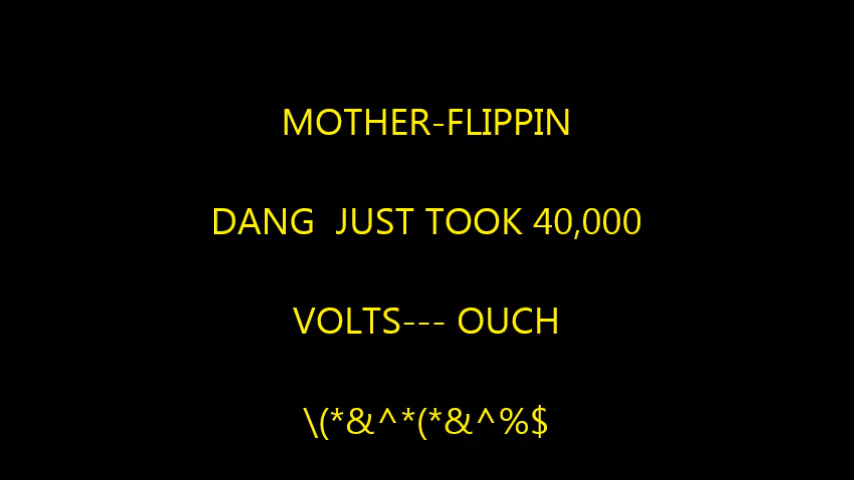 MOTHER-FLIPPIN
DANG  JUST TOOK 40,000
VOLTS--- OUCH
\(*&^*(*&^%$